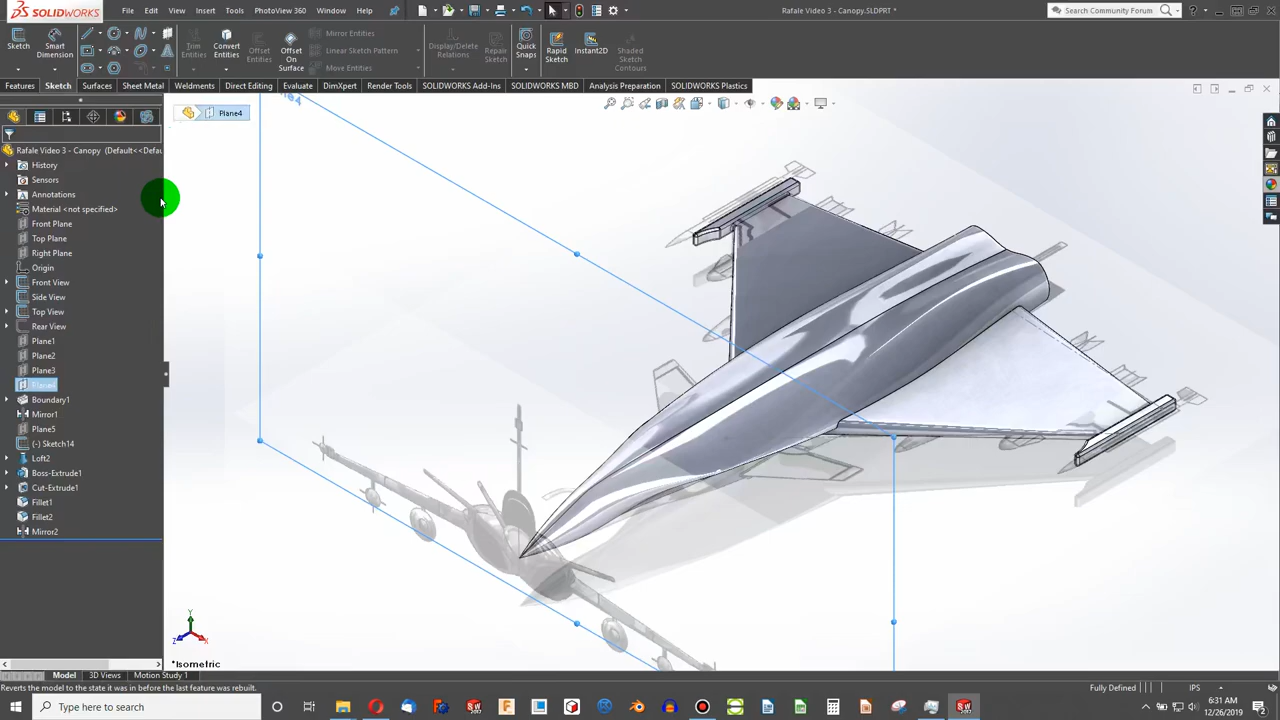 SOLIDWORKS File Edit View Insert Tools PhotoView 360 Window Help Rafale Video 3 - Canopy.SLDPRT * Search Community Forum
Sketch Smart Dimension Trim Entities Convert Entities Offset Entities Offset On Surface Mirror Entities Linear Sketch Pattern Move Entities Display/Delete Relations Repair Sketch Quick Snaps Rapid Sketch Instant2D Shaded Sketch Contours
Features Sketch Surfaces Sheet Metal Weldments Direct Editing Evaluate DimXpert Render Tools SOLIDWORKS Add-Ins SOLIDWORKS MBD Analysis Preparation SOLIDWORKS Plastics
Plane4
Rafale Video 3 - Canopy (Default<<Defau
History
Sensors
Annotations
Material <not specified>
Front Plane
Top Plane
Right Plane
Origin
Front View
Side View
Top View
Rear View
Plane1
Plane2
Plane3
Plane4
Boundary1
Mirror1
Plane5
(-) Sketch14
Loft2
Boss-Extrude1
Cut-Extrude1
Fillet1
Fillet2
Mirror2
Y
Z
X
*Isometric
Model 3D Views Motion Study 1
Reverts the model to the state it was in before the last feature was rebuilt. Fully Defined IPS
Type here to search
6:31 AM
12/26/2019